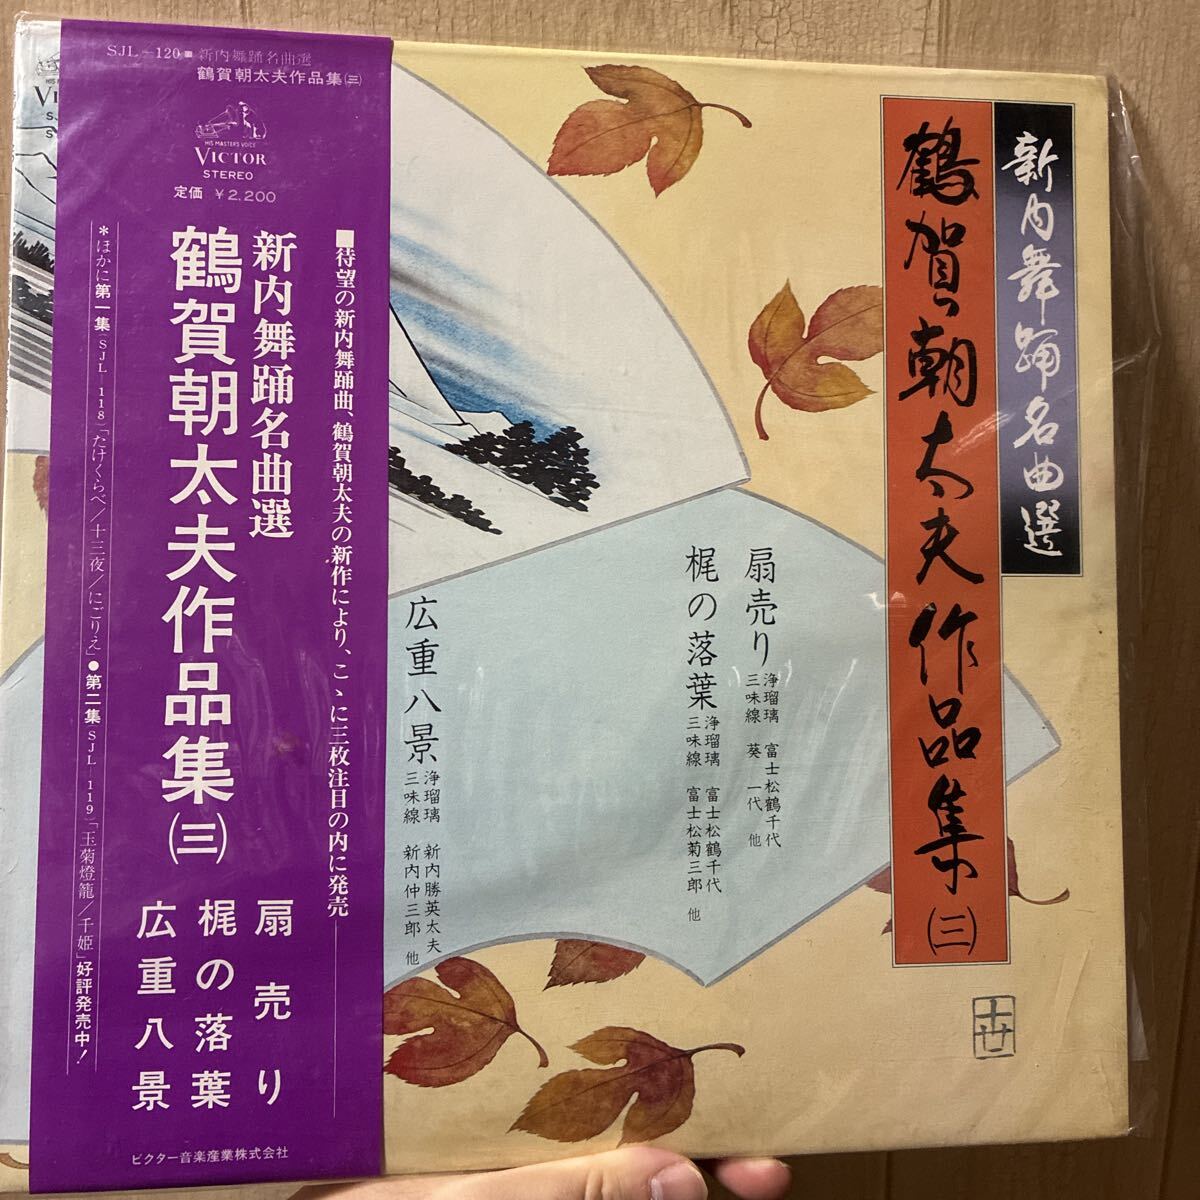 新内舞踊名曲選
鶴賀朝太夫作品集(三)
扇売り
浄瑠璃 富士松鶴千代
三味線 葵 一代 他
梶の落葉
浄瑠璃 富士松鶴千代
三味線 富士松菊三郎 他
広重八景
浄瑠璃 新内勝英太夫
三味線 新内仲三郎 他
SJL-120■新内舞踊名曲選
鶴賀朝太夫作品集㈢
HIS MASTER'S VOICE
VICTOR
STEREO
定価 ￥2,200
■待望の新内舞踊曲、鶴賀朝太夫の新作により、こゝに三枚注目の内に発売――
新内舞踊名曲選
鶴賀朝太夫作品集㈢
扇売り
梶の落葉
広重八景
＊ほかに第一集SJL-118「たけくらべ/十三夜/にごりえ」●第二集SJL-119「玉菊燈籠/千姫」好評発売中！
ビクター音楽産業株式会社